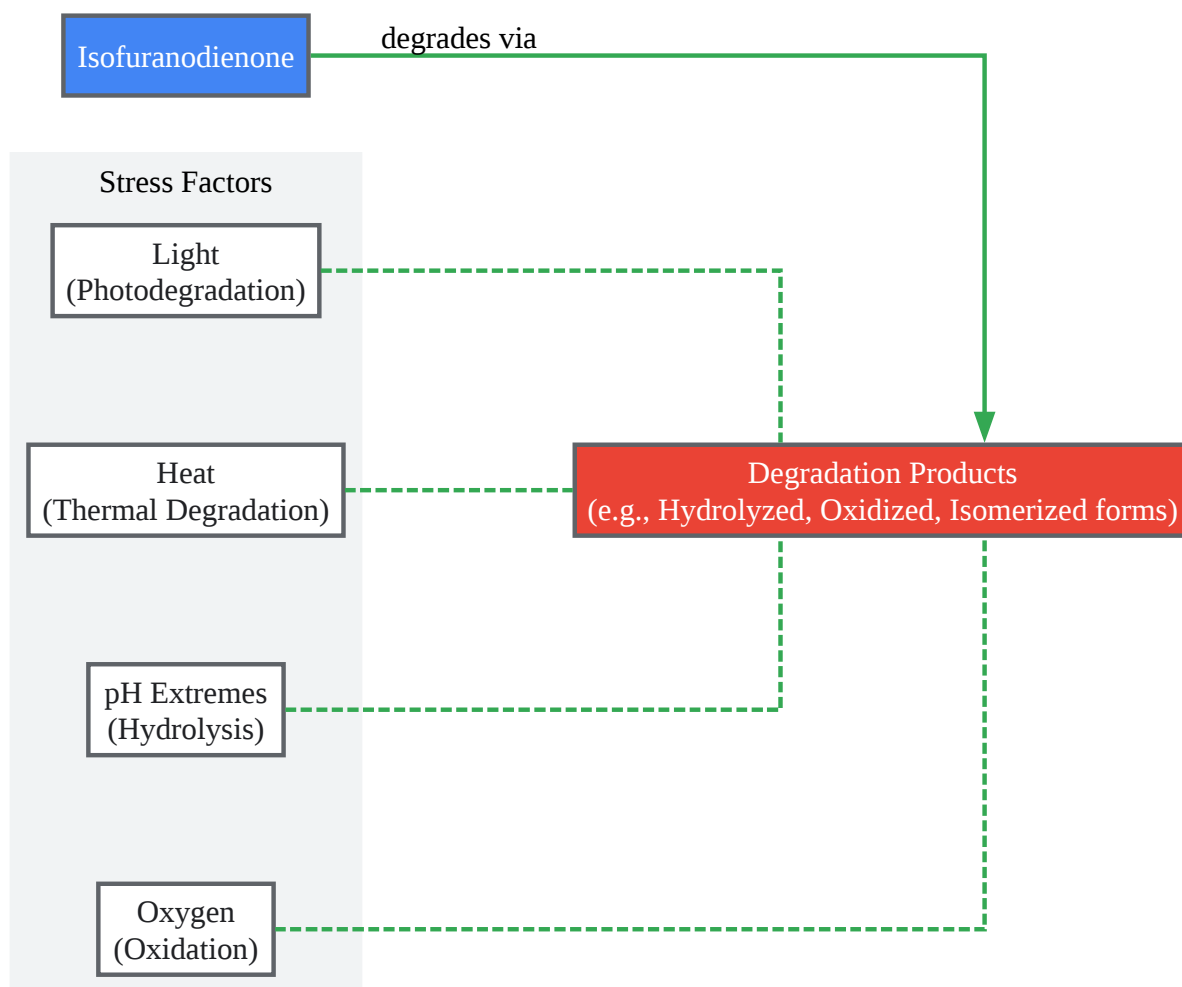 Isofuranodienone
degrades via
Stress Factors
Light
(Photodegradation)
Heat
(Thermal Degradation)
Degradation Products
(e.g., Hydrolyzed, Oxidized, Isomerized forms)
pH Extremes
(Hydrolysis)
Oxygen
(Oxidation)